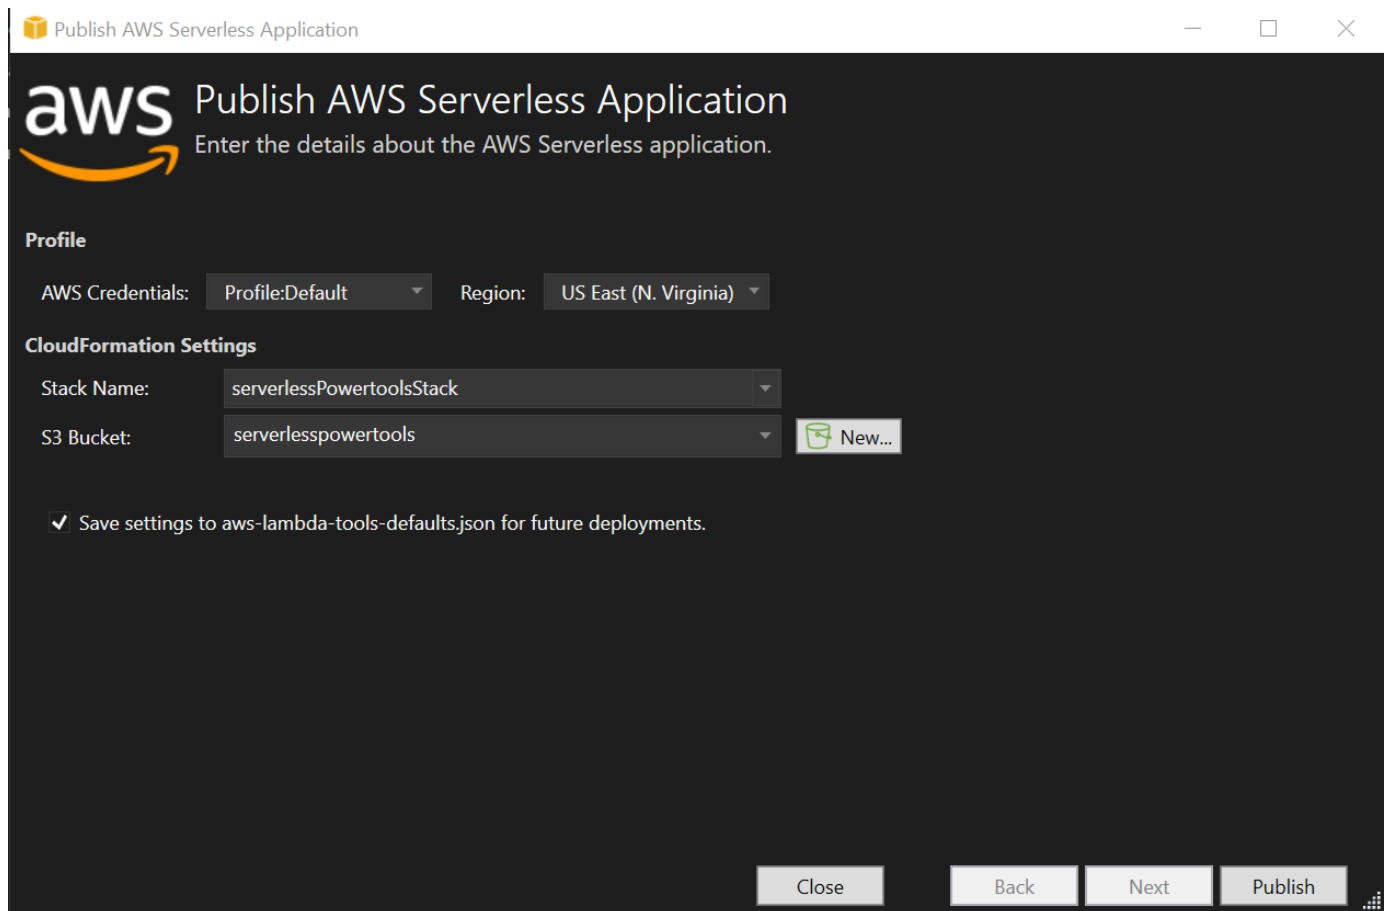 Publish AWS Serverless Application
aws
Publish AWS Serverless Application
Enter the details about the AWS Serverless application.
Profile
AWS Credentials: Profile:Default Region: US East (N. Virginia)
CloudFormation Settings
Stack Name: serverlessPowertoolsStack
S3 Bucket: serverlesspowertools New...
Save settings to aws-lambda-tools-defaults.json for future deployments.
Close Back Next Publish